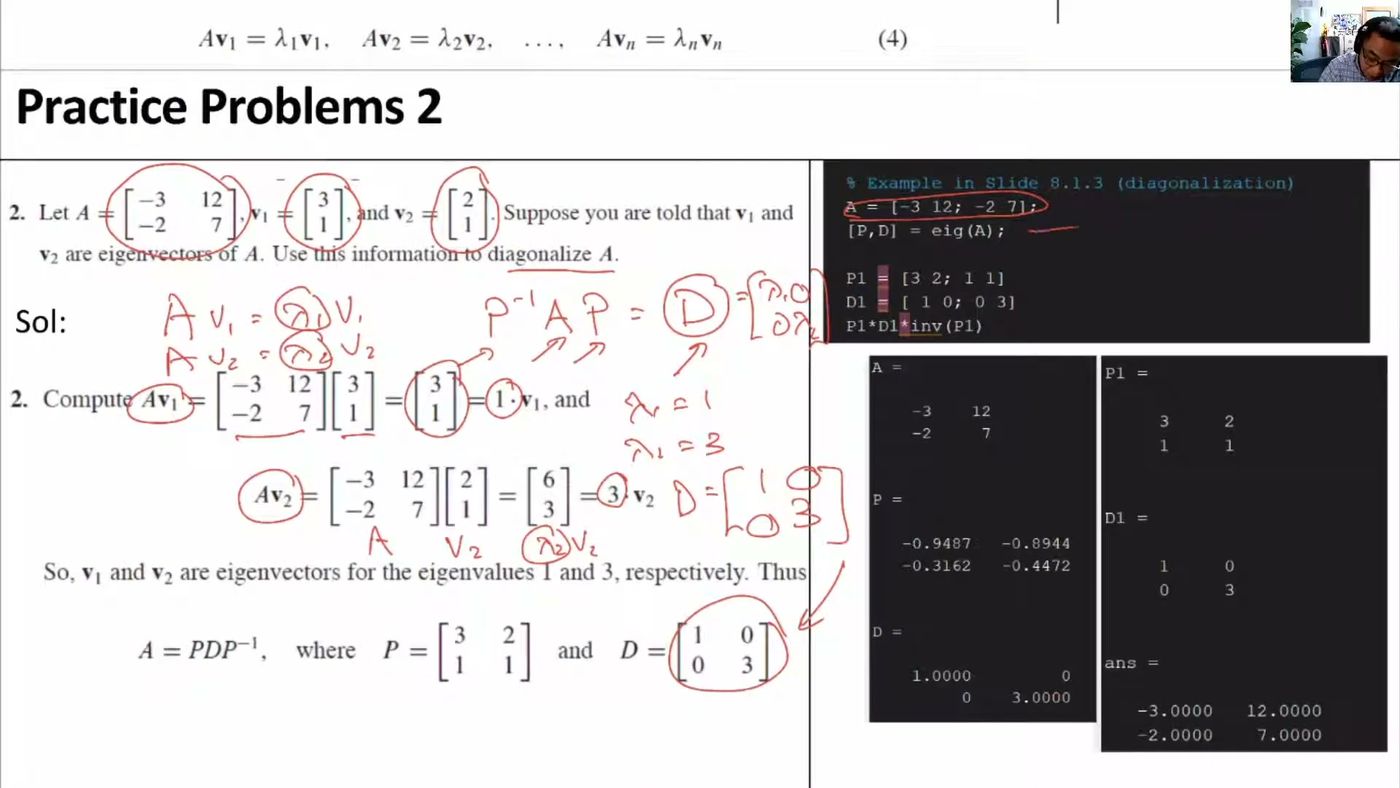 Av₁ = λ₁v₁, Av₂ = λ₂v₂, ..., Avₙ = λₙvₙ (4)
Practice Problems 2
2. Let A = [−3 12; −2 7], v₁ = [3; 1], and v₂ = [2; 1]. Suppose you are told that v₁ and
v₂ are eigenvectors of A. Use this information to diagonalize A.
Sol:
A v₁ = λ₁ v₁
A v₂ = λ₂ v₂
P⁻¹ A P = D = [λ₁ 0; 0 λ₂]
2. Compute Av₁ = [−3 12; −2 7] [3; 1] = [3; 1] = 1·v₁, and
λ₁ = 1
λ₂ = 3
Av₂ = [−3 12; −2 7] [2; 1] = [6; 3] = 3·v₂
D = [1 0; 0 3]
A v₂ λ₂ v₂
So, v₁ and v₂ are eigenvectors for the eigenvalues 1 and 3, respectively. Thus
A = PDP⁻¹, where P = [3 2; 1 1] and D = [1 0; 0 3]
% Example in Slide 8.1.3 (diagonalization)
A = [-3 12; -2 7];
[P,D] = eig(A);
P1 = [3 2; 1 1]
D1 = [ 1 0; 0 3]
P1*D1*inv(P1)
A =
-3 12
-2 7
P =
-0.9487 -0.8944
-0.3162 -0.4472
D =
1.0000 0
0 3.0000
P1 =
3 2
1 1
D1 =
1 0
0 3
ans =
-3.0000 12.0000
-2.0000 7.0000